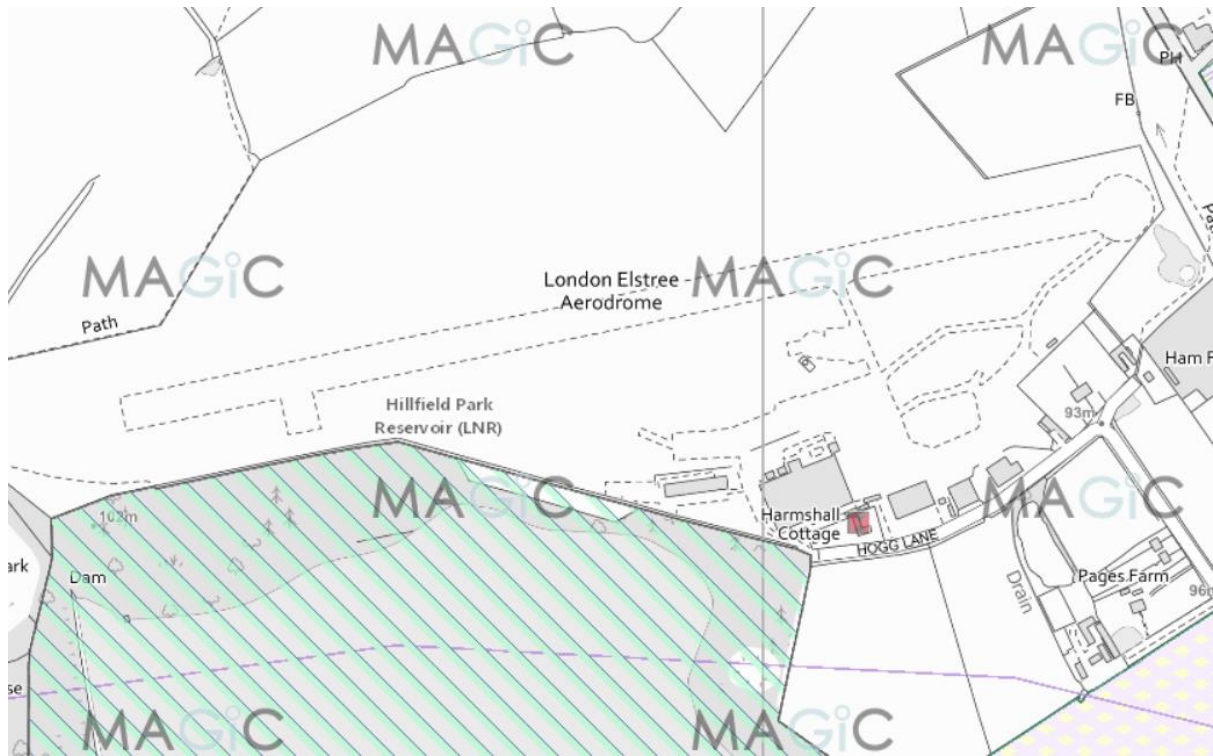 MAGiC
MAGiC
PH
FB
MAGiC
London Elstree
Aerodrome
MAGiC
Path
Ham F
Hillfield Park
Reservoir (LNR)
93m
MAGiC
MAGiC
102m
Harmshall
Cottage
HOGG LANE
ark
Dam
Pages Farm
Drain
96m
se
MAGiC
MAGiC